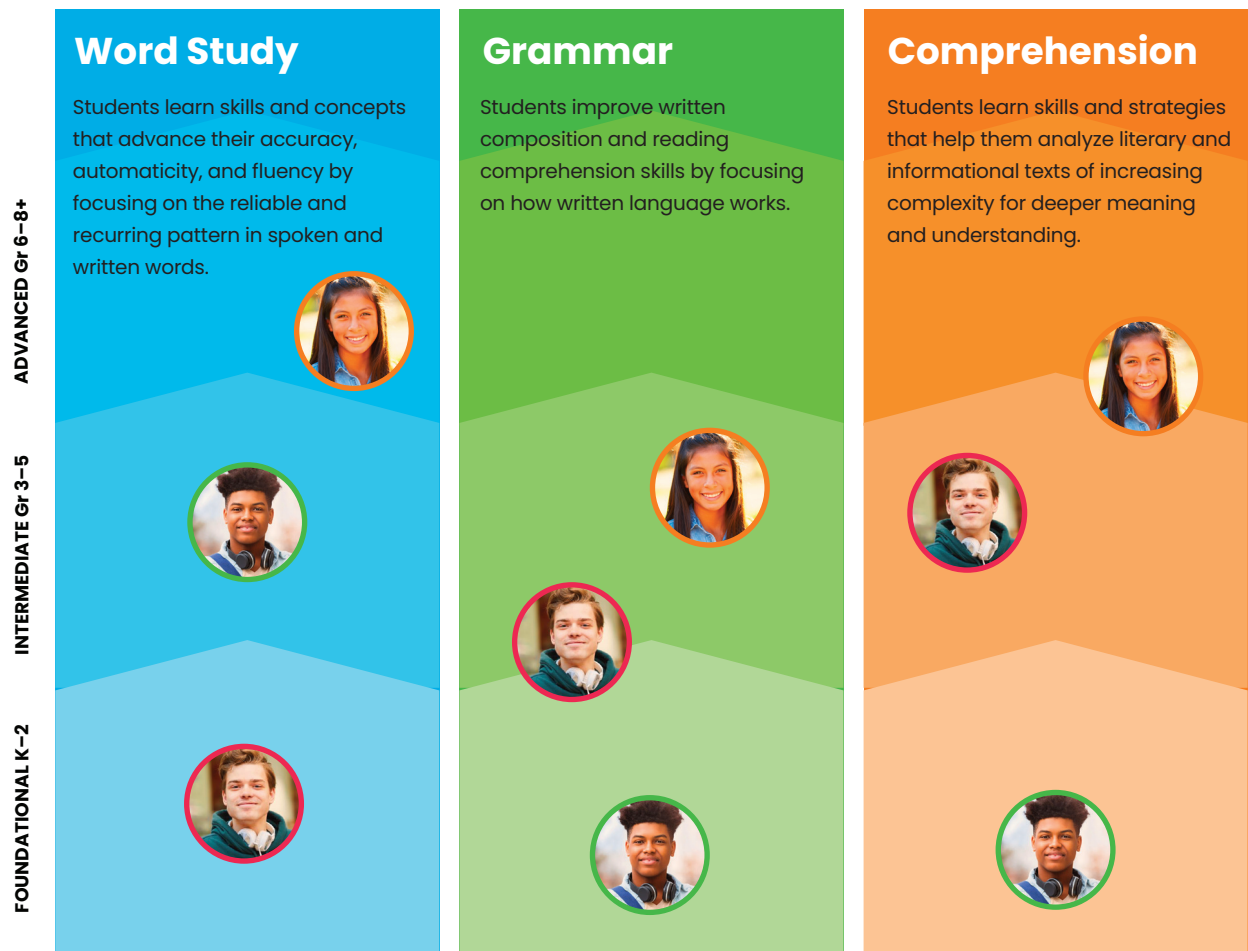 Word Study
Students learn skills and concepts
that advance their accuracy,
automaticity, and fluency by
focusing on the reliable and
recurring pattern in spoken and
written words.
Grammar
Students improve written
composition and reading
comprehension skills by focusing
on how written language works.
Comprehension
Students learn skills and strategies
that help them analyze literary and
informational texts of increasing
complexity for deeper meaning
and understanding.
ADVANCED Gr 6–8+
INTERMEDIATE Gr 3–5
FOUNDATIONAL K–2